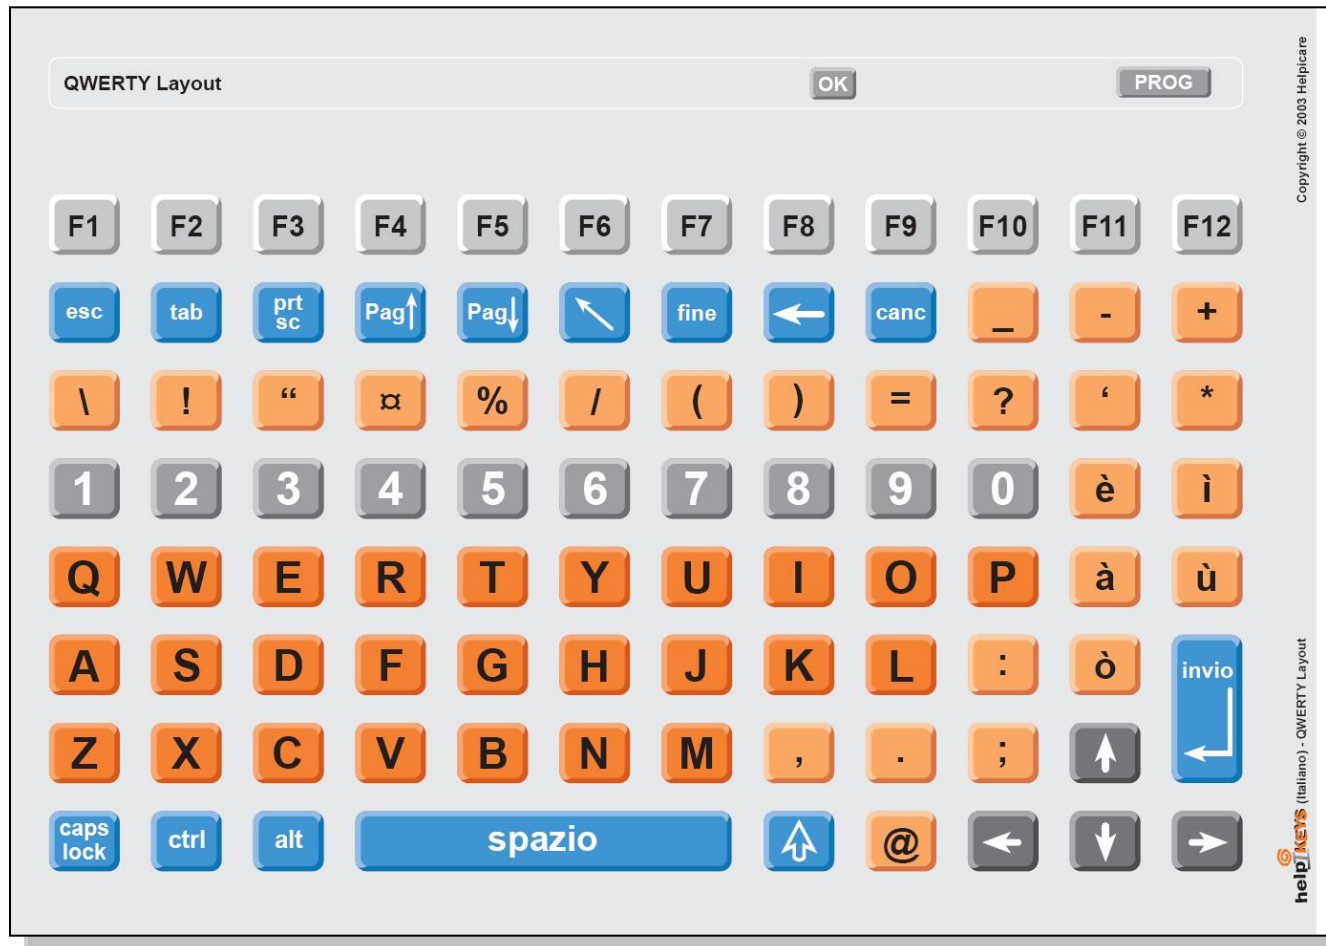 QWERTY Layout OK PROG
F1 F2 F3 F4 F5 F6 F7 F8 F9 F10 F11 F12
esc tab prt sc Pag↑ Pag↓ ↖ fine ← canc _ - +
\ ! “ ¤ % / ( ) = ? ‘ *
1 2 3 4 5 6 7 8 9 0 è ì
Q W E R T Y U I O P à ù
A S D F G H J K L : ò invio
Z X C V B N M , . ; ↑
caps lock ctrl alt spazio ⇧ @ ← ↓ →
Copyright © 2003 Helpicare
helpIKEYS (Italiano) - QWERTY Layout